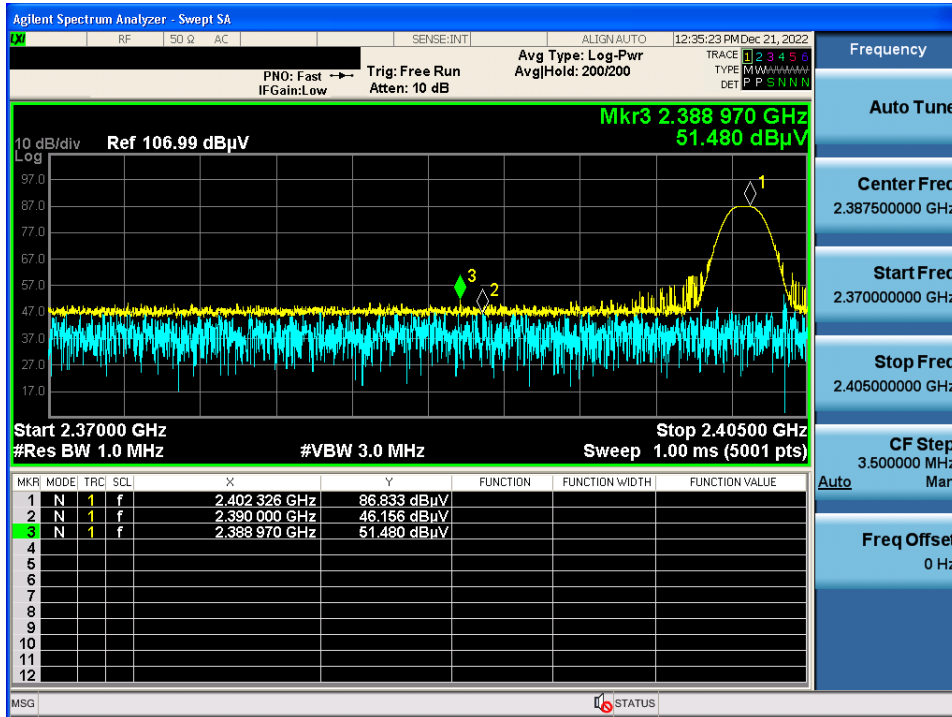 Agilent Spectrum Analyzer - Swept SA
LXI RF 50 Ω AC SENSE:INT ALIGN AUTO 12:35:23 PM Dec 21, 2022
Avg Type: Log-Pwr TRACE 1 2 3 4 5 6
PNO: Fast Trig: Free Run Avg|Hold: 200/200 TYPE M W W W W W
IFGain:Low Atten: 10 dB DET P P S N N N
Mkr3 2.388 970 GHz
51.480 dBµV
10 dB/div Ref 106.99 dBµV
Log
97.0
87.0
77.0
67.0
57.0
47.0
37.0
27.0
17.0
1
3
2
Start 2.37000 GHz Stop 2.40500 GHz
#Res BW 1.0 MHz #VBW 3.0 MHz Sweep 1.00 ms (5001 pts)
MKR MODE TRC SCL X Y FUNCTION FUNCTION WIDTH FUNCTION VALUE
1 N 1 f 2.402 326 GHz 86.833 dBµV
2 N 1 f 2.390 000 GHz 46.156 dBµV
3 N 1 f 2.388 970 GHz 51.480 dBµV
4
5
6
7
8
9
10
11
12
MSG STATUS
Frequency
Auto Tune
Center Freq
2.387500000 GHz
Start Freq
2.370000000 GHz
Stop Freq
2.405000000 GHz
CF Step
3.500000 MHz
Auto Man
Freq Offset
0 Hz